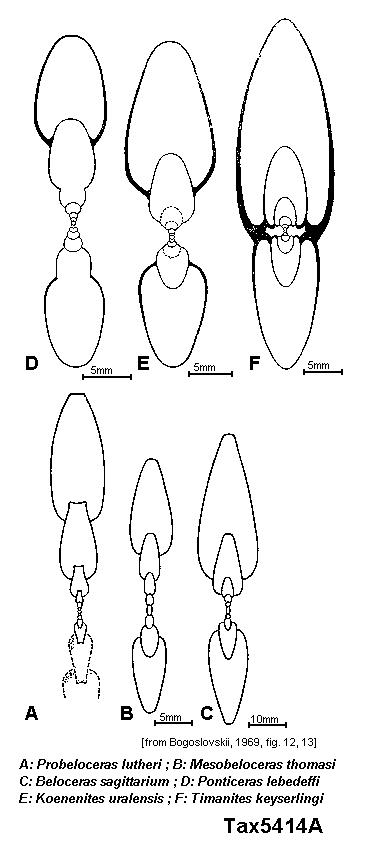 D E F
5mm 5mm 5mm
A B C
5mm 10mm
[from Bogoslovskii, 1969, fig. 12, 13]
A: Probeloceras lutheri ; B: Mesobeloceras thomasi
C: Beloceras sagittarium ; D: Ponticeras lebedeffi
E: Koenenites uralensis ; F: Timanites keyserlingi
Tax5414A